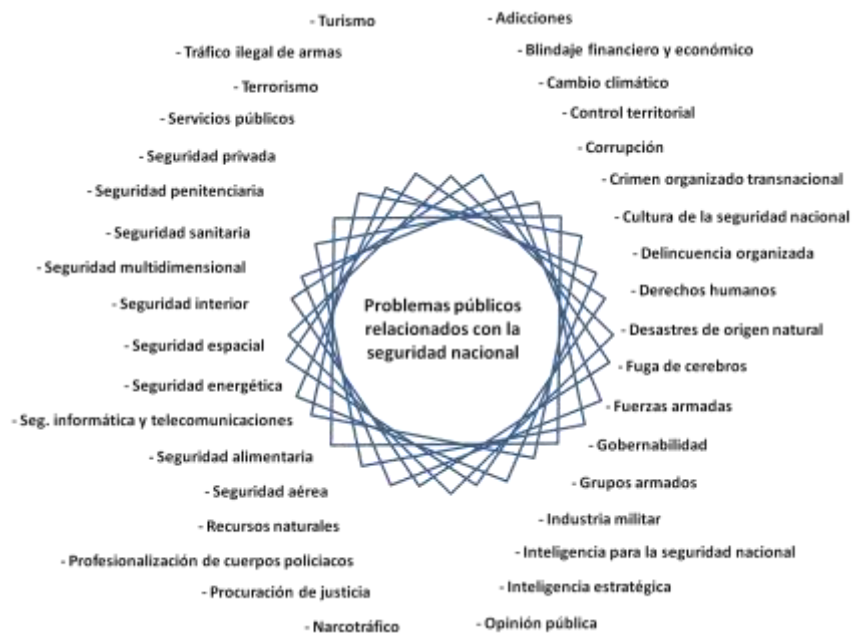 - Turismo
- Tráfico ilegal de armas
- Terrorismo
- Servicios públicos
- Seguridad privada
- Seguridad penitenciaria
- Seguridad sanitaria
- Seguridad multidimensional
- Seguridad interior
- Seguridad espacial
- Seguridad energética
- Seg. informática y telecomunicaciones
- Seguridad alimentaria
- Seguridad aérea
- Recursos naturales
- Profesionalización de cuerpos policiacos
- Procuración de justicia
- Narcotráfico
Problemas públicos
relacionados con la
seguridad nacional
- Adicciones
- Blindaje financiero y económico
- Cambio climático
- Control territorial
- Corrupción
- Crimen organizado transnacional
- Cultura de la seguridad nacional
- Delincuencia organizada
- Derechos humanos
- Desastres de origen natural
- Fuga de cerebros
- Fuerzas armadas
- Gobernabilidad
- Grupos armados
- Industria militar
- Inteligencia para la seguridad nacional
- Inteligencia estratégica
- Opinión pública